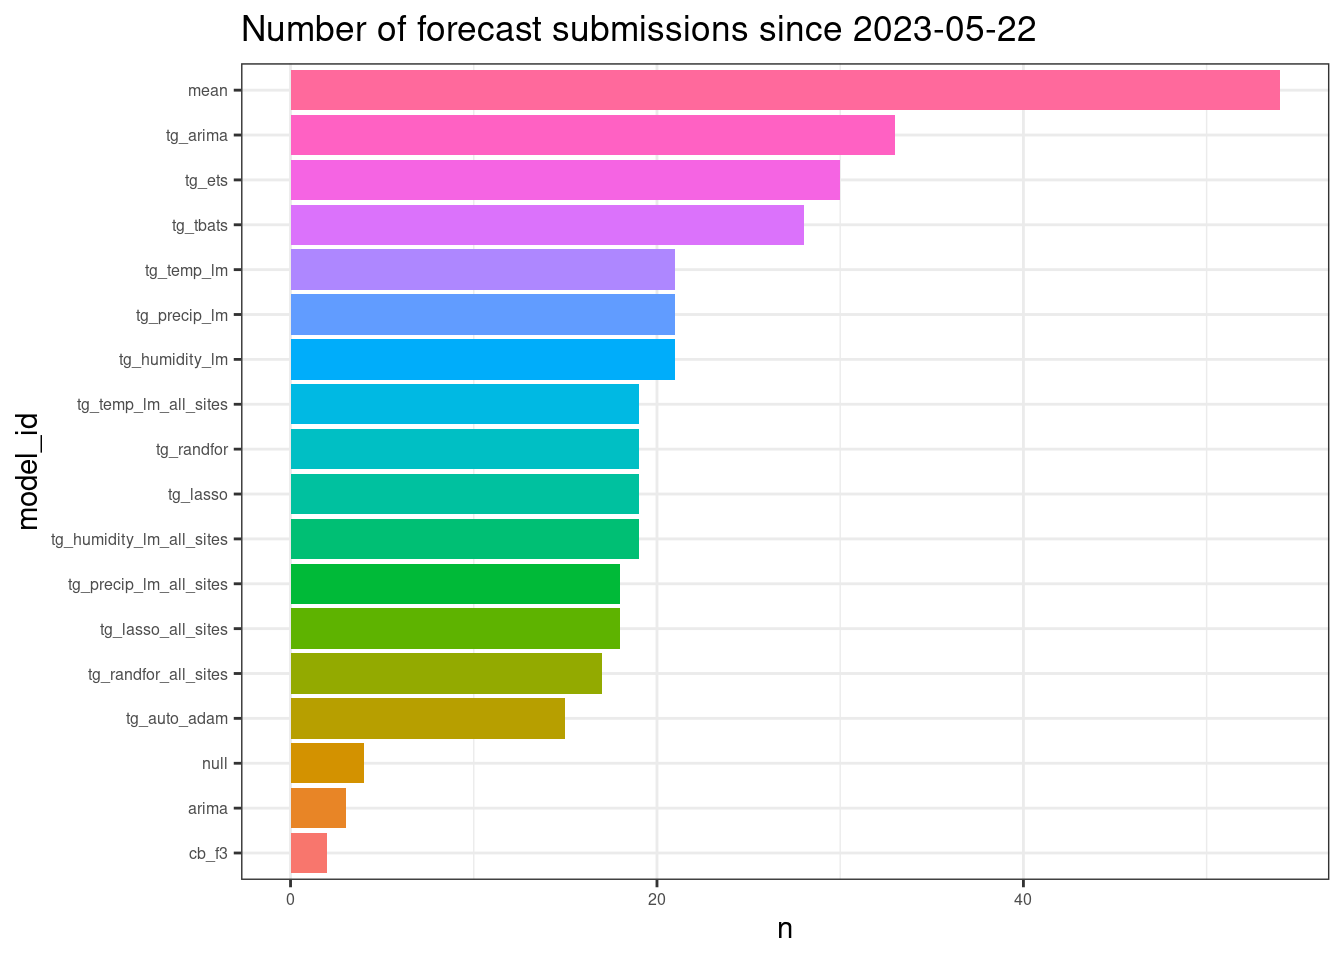 Number of forecast submissions since 2023-05-22
mean
tg_arima
tg_ets
tg_tbats
tg_temp_lm
tg_precip_lm
tg_humidity_lm
tg_temp_lm_all_sites
tg_randfor
tg_lasso
tg_humidity_lm_all_sites
tg_precip_lm_all_sites
tg_lasso_all_sites
tg_randfor_all_sites
tg_auto_adam
null
arima
cb_f3
model_id
0 20 40
n